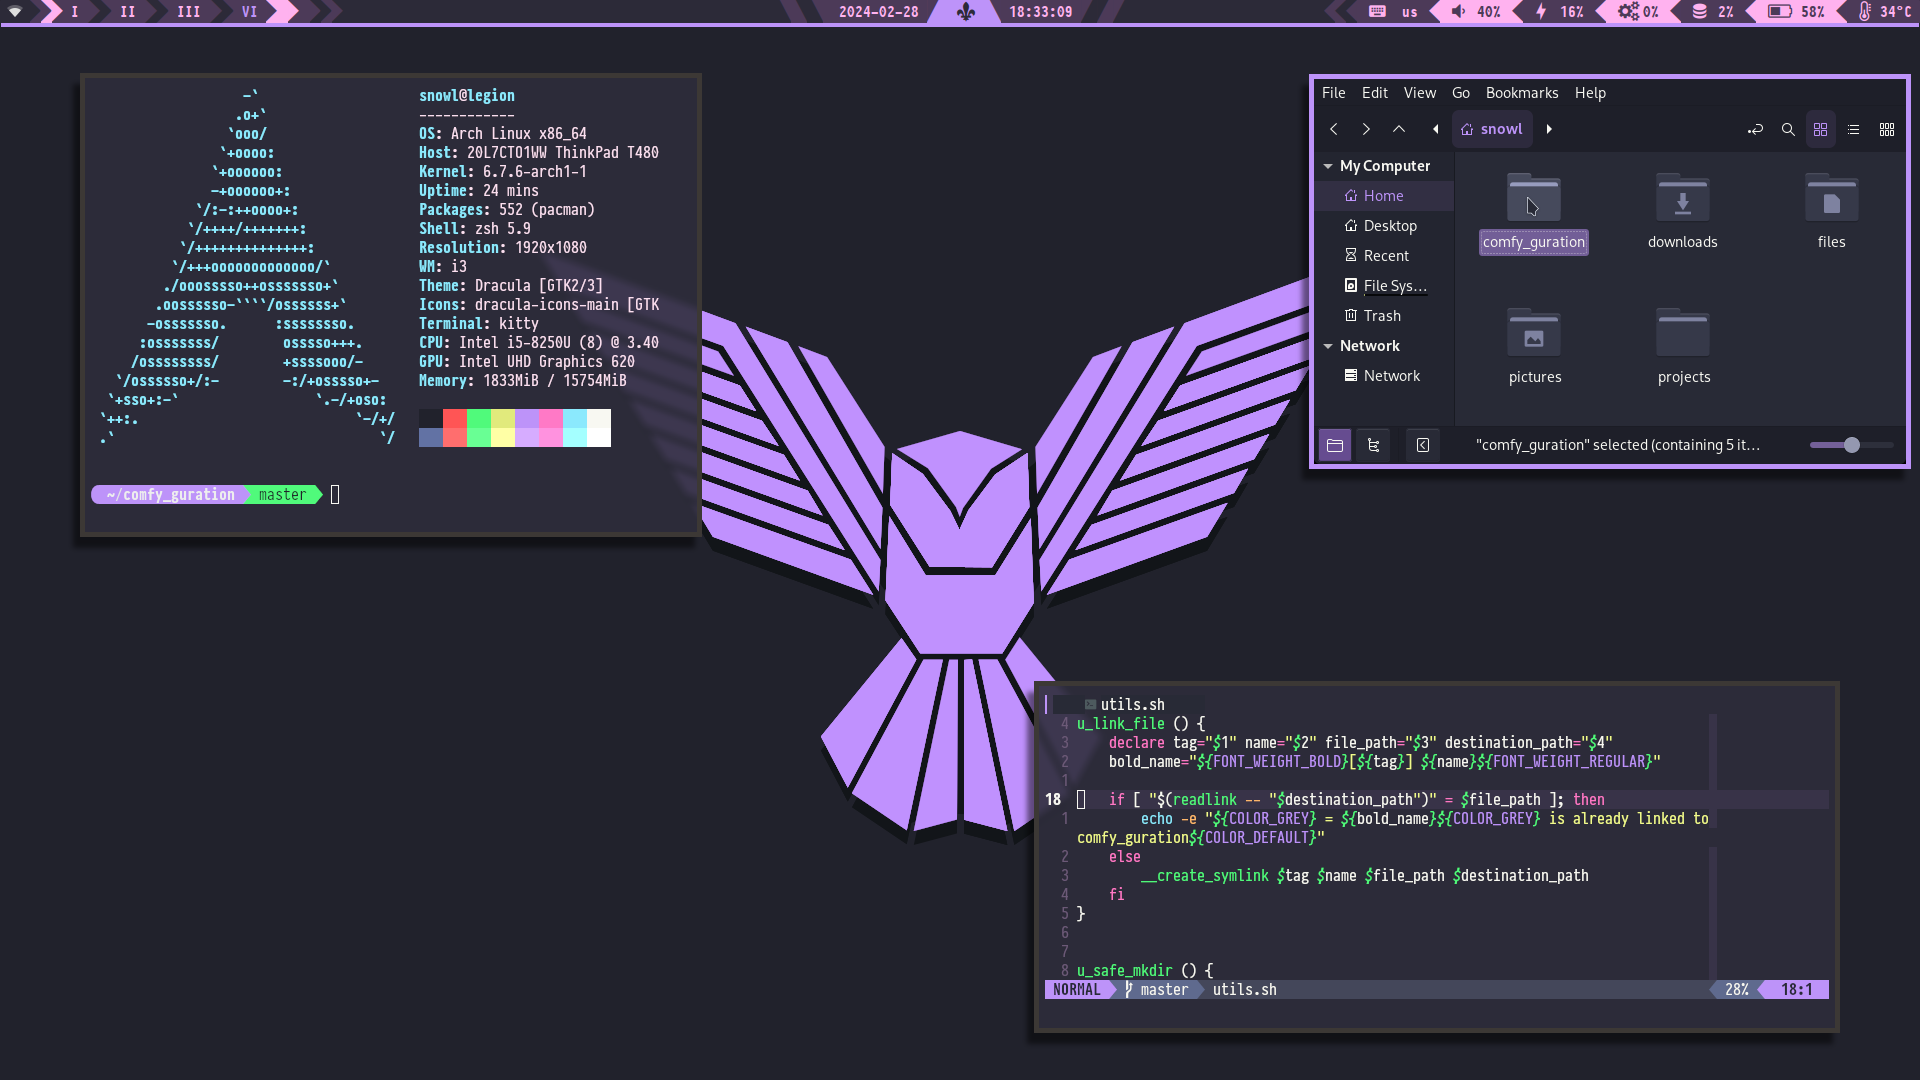 I II III VI 2024-02-28 18:33:09 us 40% 16% 0% 2% 58% 34°C
-`
.o+`
`ooo/
`+oooo:
`+oooooo:
-+oooooo+:
`/:-:++oooo+:
`/++++/+++++++:
`/++++++++++++++:
`/+++ooooooooooooo/`
./ooosssso++osssssso+`
.oossssso-````/ossssss+`
-osssssso.      :ssssssso.
:osssssss/        osssso+++.
/ossssssss/        +ssssooo/-
`/ossssso+/:-        -:/+osssso+-
`+sso+:-`                 `.-/+oso:
`++:.                           `-/+/
.`                                 `/
snowl@legion
------------
OS: Arch Linux x86_64
Host: 20L7CTO1WW ThinkPad T480
Kernel: 6.7.6-arch1-1
Uptime: 24 mins
Packages: 552 (pacman)
Shell: zsh 5.9
Resolution: 1920x1080
WM: i3
Theme: Dracula [GTK2/3]
Icons: dracula-icons-main [GTK
Terminal: kitty
CPU: Intel i5-8250U (8) @ 3.40
GPU: Intel UHD Graphics 620
Memory: 1833MiB / 15754MiB
~/comfy_guration master
File Edit View Go Bookmarks Help
snowl
My Computer
Home
Desktop
Recent
File Sys...
Trash
Network
Network
comfy_guration downloads files
pictures projects
"comfy_guration" selected (containing 5 it...
utils.sh
4 u_link_file () {
3     declare tag="$1" name="$2" file_path="$3" destination_path="$4"
2     bold_name="${FONT_WEIGHT_BOLD}[${tag}] ${name}${FONT_WEIGHT_REGULAR}"
1
18     if [ "$(readlink -- "$destination_path")" = $file_path ]; then
1         echo -e "${COLOR_GREY} = ${bold_name}${COLOR_GREY} is already linked to
comfy_guration${COLOR_DEFAULT}"
2     else
3         __create_symlink $tag $name $file_path $destination_path
4     fi
5 }
6
7
8 u_safe_mkdir () {
NORMAL master utils.sh 28% 18:1